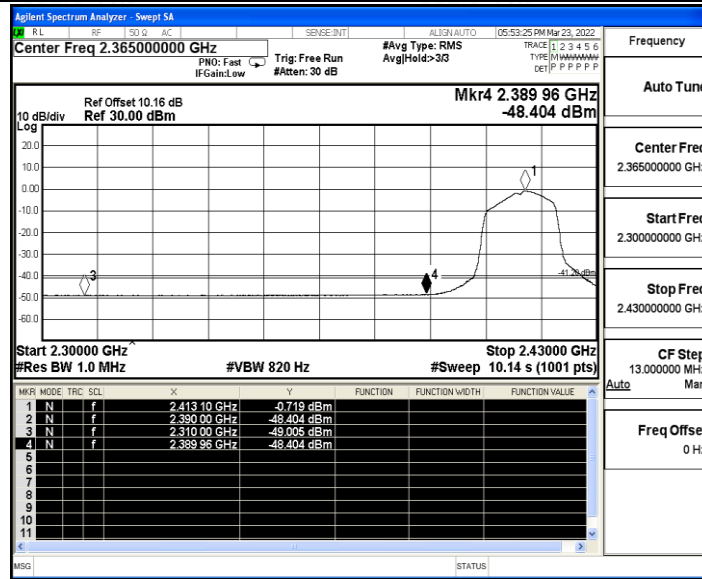 Agilent Spectrum Analyzer - Swept SA
RL RF 50 Ω AC SENSE:INT ALIGNAUTO 05:53:25 PM Mar 23, 2022
Center Freq 2.365000000 GHz
PNO: Fast
IFGain:Low
Trig: Free Run
#Atten: 30 dB
#Avg Type: RMS
Avg|Hold:>3/3
TRACE 1 2 3 4 5 6
TYPE M
DET P P P P P P
Ref Offset 10.16 dB
Ref 30.00 dBm
10 dB/div
Log
Mkr4 2.389 96 GHz
-48.404 dBm
20.0
10.0
0.00
-10.0
-20.0
-30.0
-40.0
-50.0
-60.0
1
3
4
-41.20 dBm
Start 2.30000 GHz
Stop 2.43000 GHz
#Res BW 1.0 MHz #VBW 820 Hz #Sweep 10.14 s (1001 pts)
MKR MODE TRC SCL X Y FUNCTION FUNCTION WIDTH FUNCTION VALUE
1 N f 2.413 10 GHz -0.719 dBm
2 N f 2.390 00 GHz -48.404 dBm
3 N f 2.310 00 GHz -49.005 dBm
4 N f 2.389 96 GHz -48.404 dBm
5
6
7
8
9
10
11
MSG STATUS
Frequency
Auto Tune
Center Freq
2.365000000 GHz
Start Freq
2.300000000 GHz
Stop Freq
2.430000000 GHz
CF Step
13.000000 MHz
Auto Man
Freq Offset
0 Hz